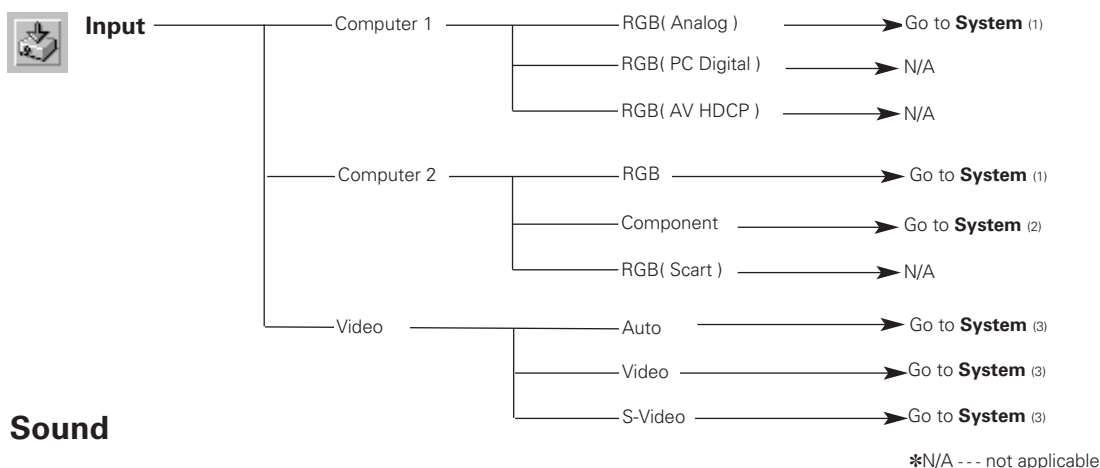 Input Computer 1 RGB( Analog ) Go to System (1)
RGB( PC Digital ) N/A
RGB( AV HDCP ) N/A
Computer 2 RGB Go to System (1)
Component Go to System (2)
RGB( Scart ) N/A
Video Auto Go to System (3)
Video Go to System (3)
S-Video Go to System (3)
Sound
✽N/A - - - not applicable